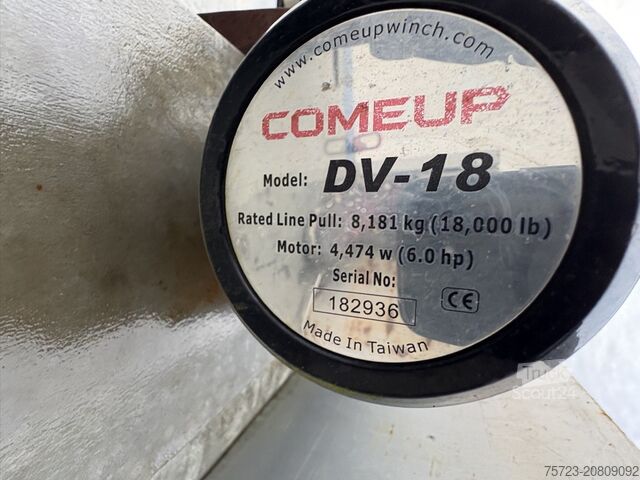 www.comeupwinch.com
COMEUP
Model: DV-18
Rated Line Pull: 8,181 kg (18,000 lb)
Motor: 4,474 w (6.0 hp)
Serial No:
182936 CE
Made In Taiwan
Truck
Scout24
75723-20809092